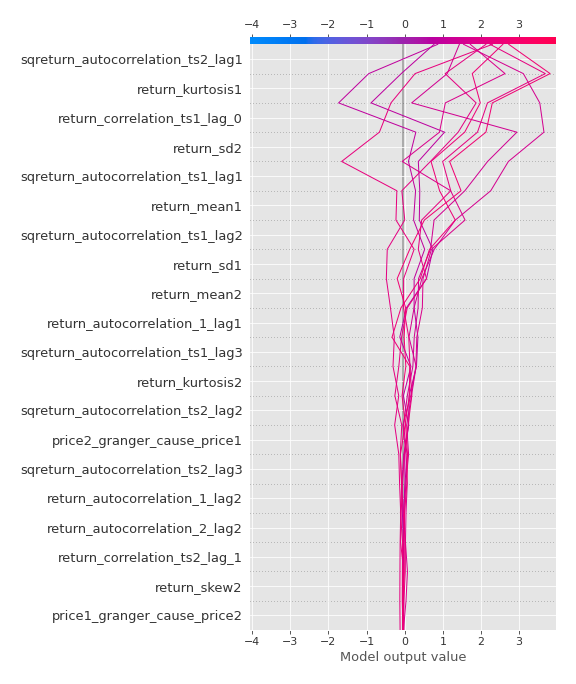 −4 −3 −2 −1 0 1 2 3
sqreturn_autocorrelation_ts2_lag1
return_kurtosis1
return_correlation_ts1_lag_0
return_sd2
sqreturn_autocorrelation_ts1_lag1
return_mean1
sqreturn_autocorrelation_ts1_lag2
return_sd1
return_mean2
return_autocorrelation_1_lag1
sqreturn_autocorrelation_ts1_lag3
return_kurtosis2
sqreturn_autocorrelation_ts2_lag2
price2_granger_cause_price1
sqreturn_autocorrelation_ts2_lag3
return_autocorrelation_1_lag2
return_autocorrelation_2_lag2
return_correlation_ts2_lag_1
return_skew2
price1_granger_cause_price2
−4 −3 −2 −1 0 1 2 3
Model output value